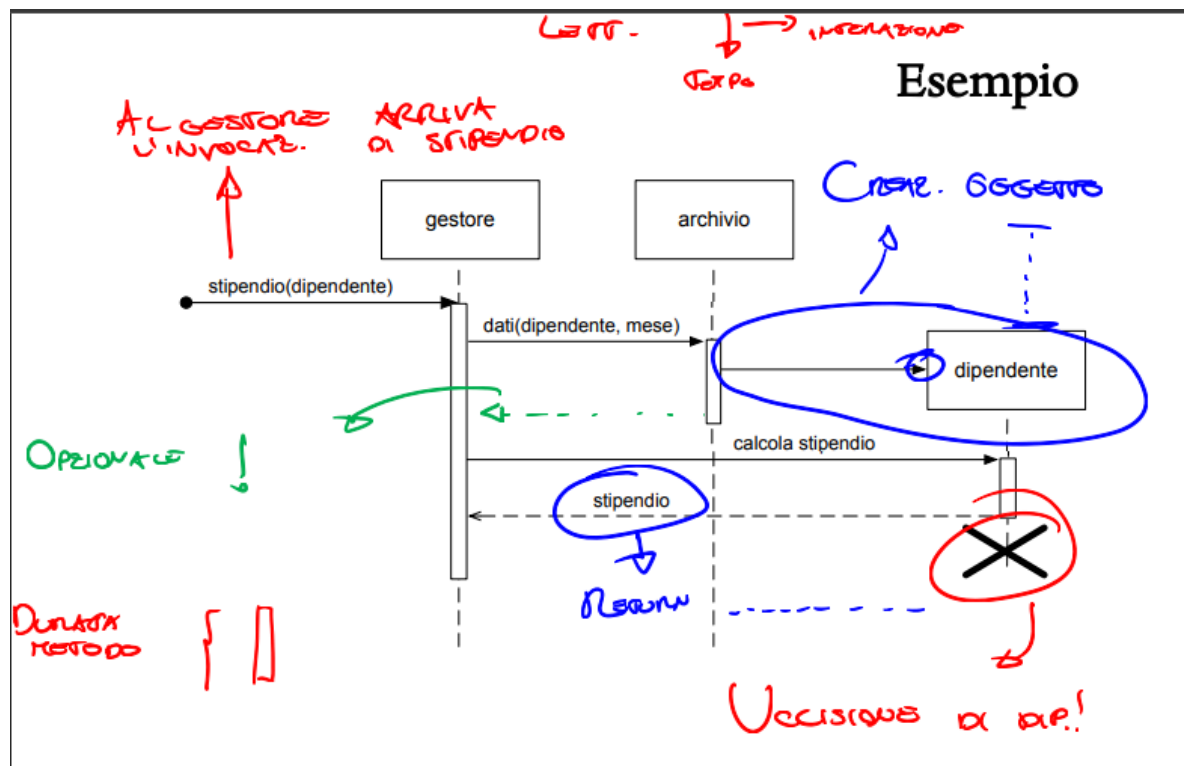 LETT.
→ INTERAZIONE
TEMPO
Esempio
AL GESTORE ARRIVA
L'INVOCAZ. DI STIPENDIO
CREAZ. OGGETTO
gestore
archivio
stipendio(dipendente)
dati(dipendente, mese)
dipendente
OPZIONALE !
calcola stipendio
stipendio
RETURN
DURATA
METODO
UCCISIONE DI DIP.!